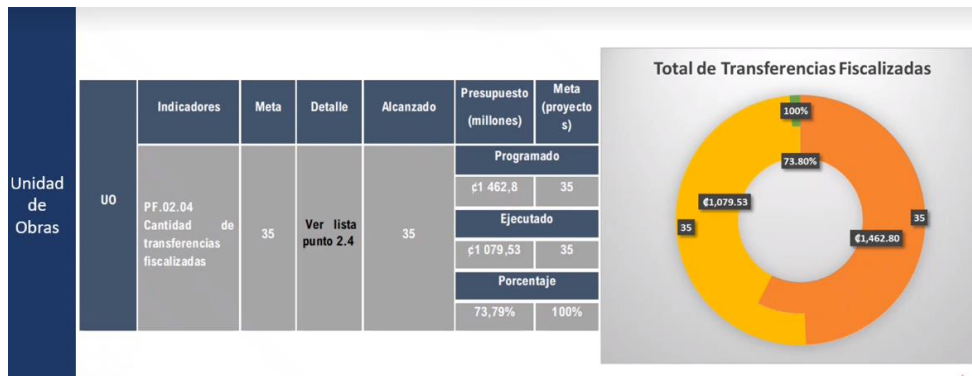 Unidad
de
Obras
Indicadores
Meta
Detalle
Alcanzado
Presupuesto
(millones)
Meta
(proyecto
s)
UO
PF.02.04
Cantidad de
transferencias
fiscalizadas
35
Ver lista
punto 2.4
35
Programado
₡1 462,8
35
Ejecutado
₡1 079,53
35
Porcentaje
73,79%
100%
Total de Transferencias Fiscalizadas
100%
73.80%
₡1,079.53
35
35
₡1,462.80